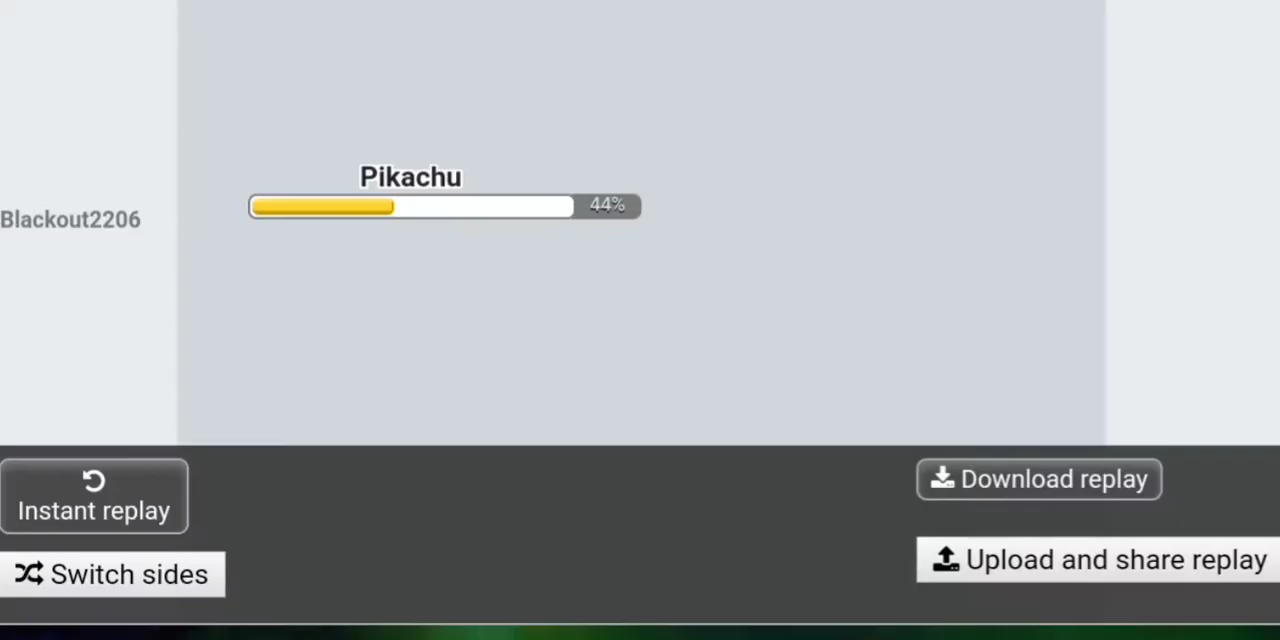 Pikachu
44%
Blackout2206
Instant replay
Download replay
Switch sides
Upload and share replay